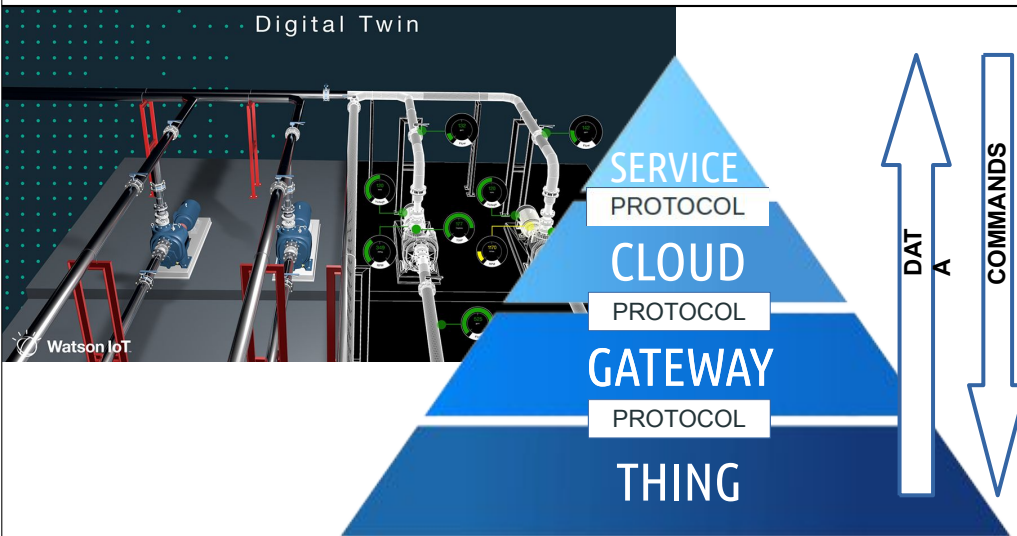 Digital Twin
SERVICE
PROTOCOL
CLOUD
PROTOCOL
GATEWAY
PROTOCOL
THING
DAT
A
COMMANDS
Watson IoT